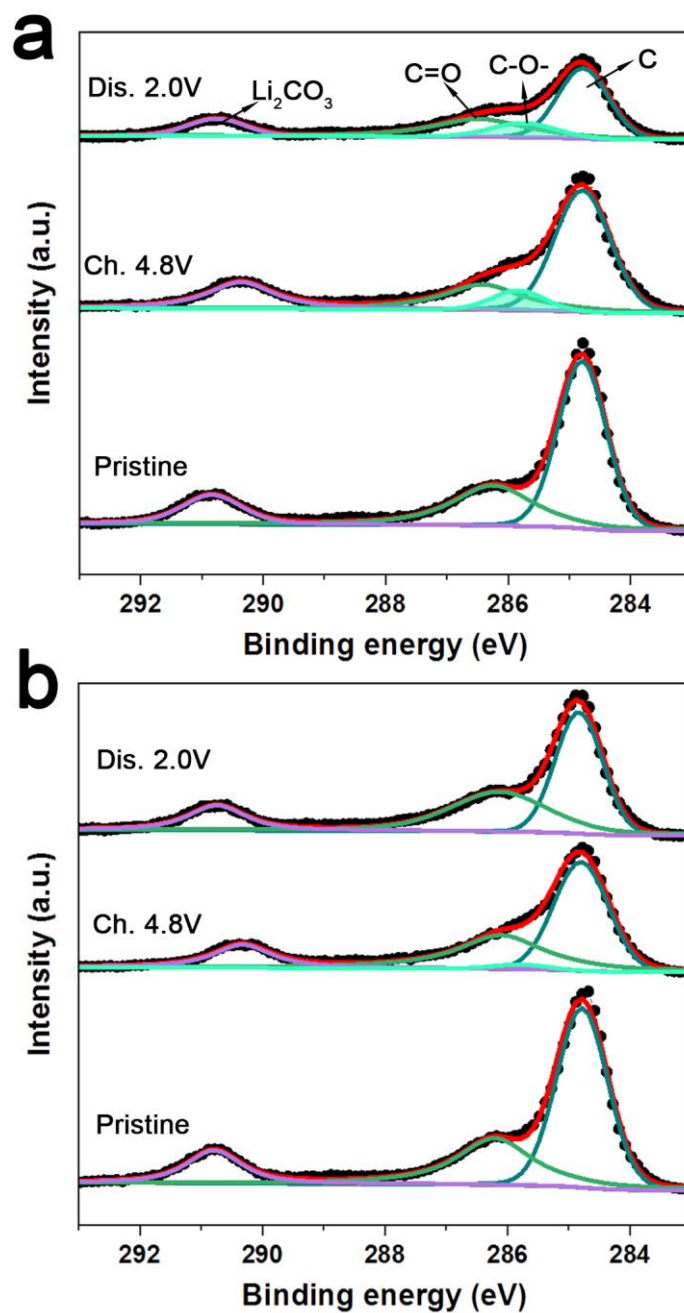 a
Dis. 2.0V
Li₂CO₃
C=O
C-O-
C
Ch. 4.8V
Pristine
Intensity (a.u.)
292 290 288 286 284
Binding energy (eV)
b
Dis. 2.0V
Ch. 4.8V
Pristine
Intensity (a.u.)
292 290 288 286 284
Binding energy (eV)